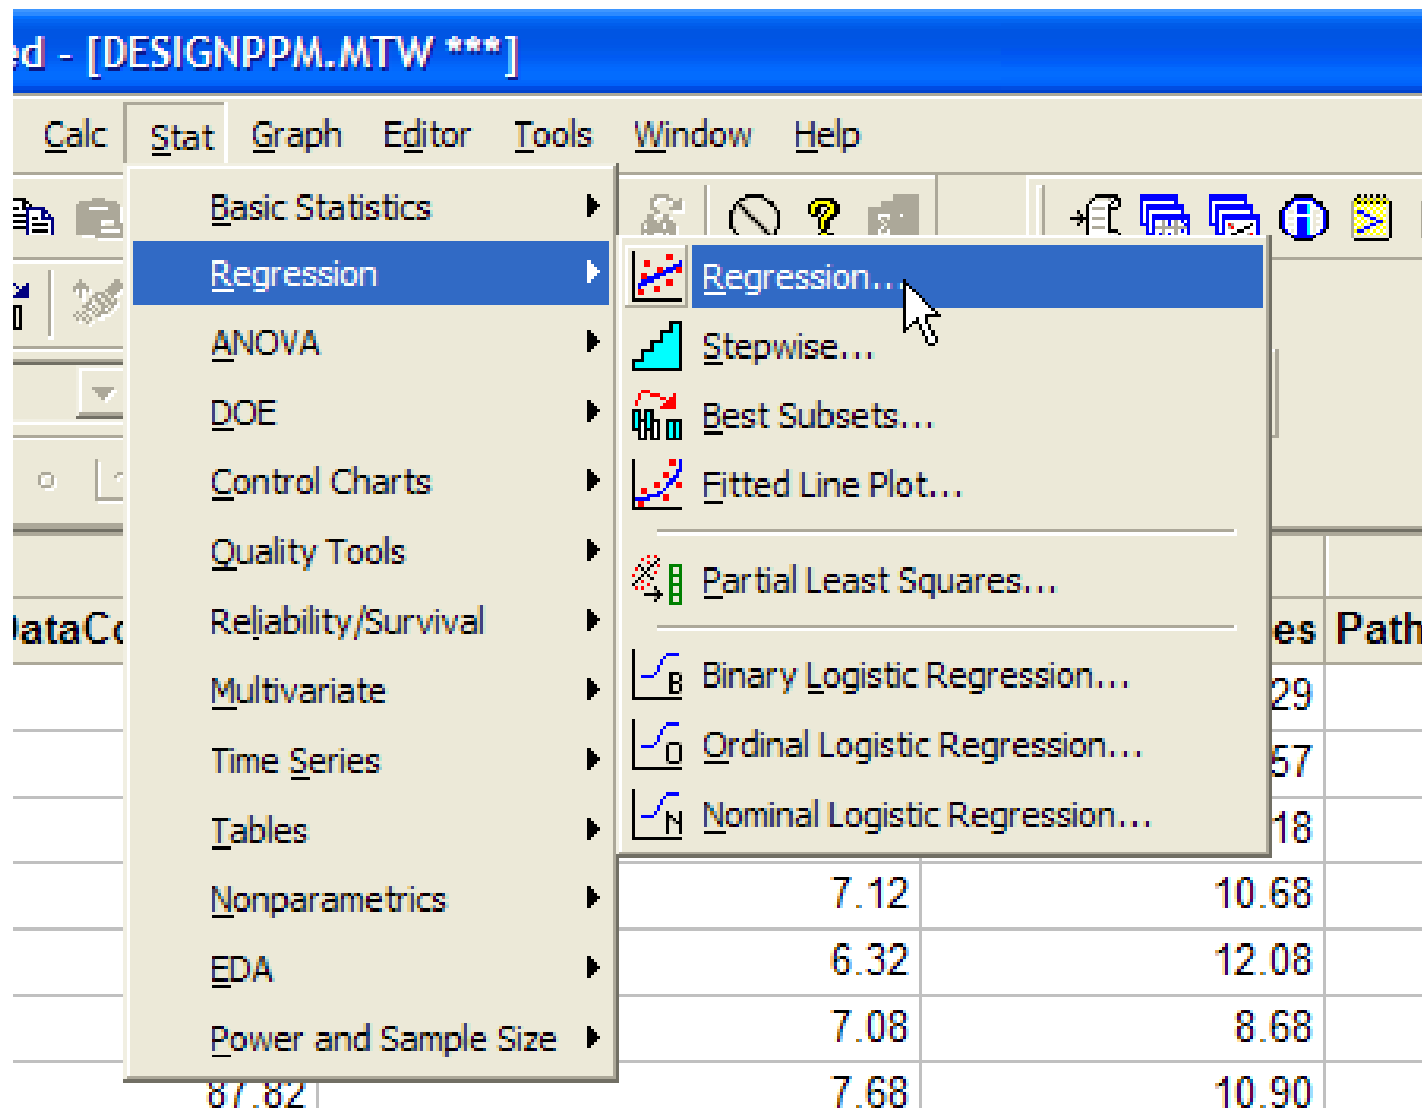 ed - [DESIGNPPM.MTW ***]
Calc Stat Graph Editor Tools Window Help
Basic Statistics
Regression
ANOVA
DOE
Control Charts
Quality Tools
Reliability/Survival
Multivariate
Time Series
Tables
Nonparametrics
EDA
Power and Sample Size
Regression...
Stepwise...
Best Subsets...
Fitted Line Plot...
Partial Least Squares...
Binary Logistic Regression...
Ordinal Logistic Regression...
Nominal Logistic Regression...
es Path
29
57
18
7.12 10.68
6.32 12.08
7.08 8.68
87.82 7.68 10.90